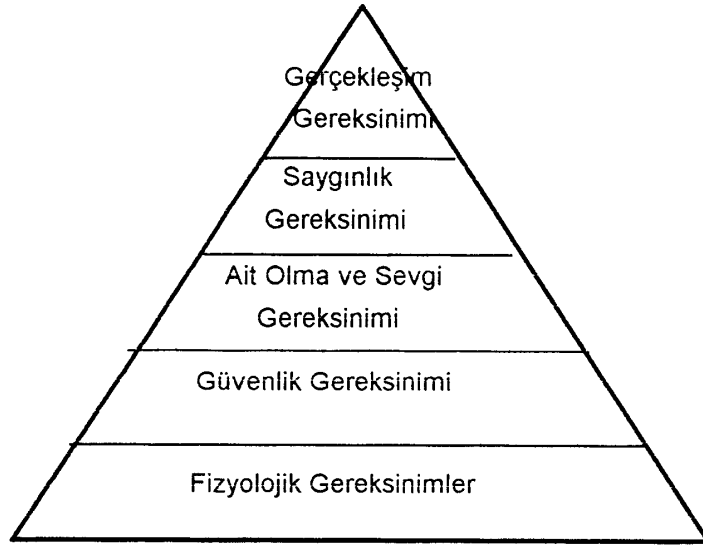 Gerçekleşim
Gereksinimi
Saygınlık
Gereksinimi
Ait Olma ve Sevgi
Gereksinimi
Güvenlik Gereksinimi
Fizyolojik Gereksinimler